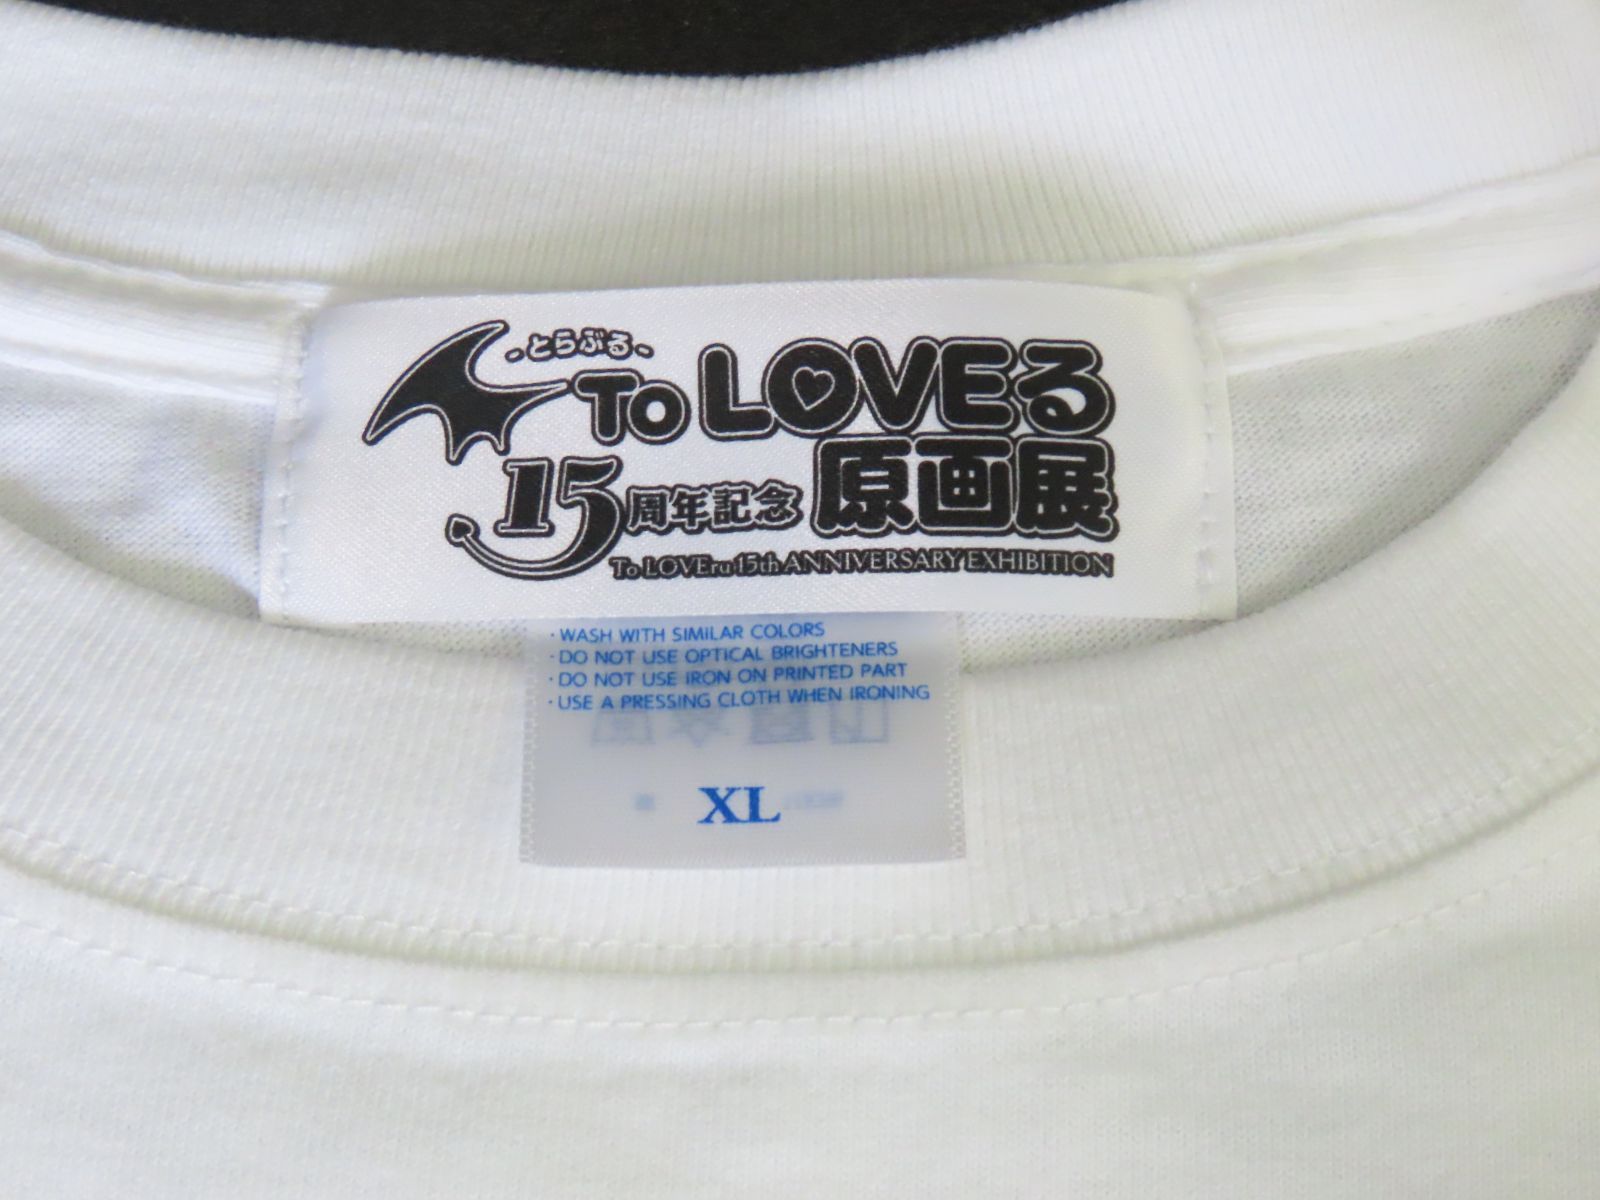 -とらぶる-
To LOVEる
15周年記念 原画展
To LOVEru 15th ANNIVERSARY EXHIBITION
・WASH WITH SIMILAR COLORS
・DO NOT USE OPTICAL BRIGHTENERS
・DO NOT USE IRON ON PRINTED PART
・USE A PRESSING CLOTH WHEN IRONING
XL